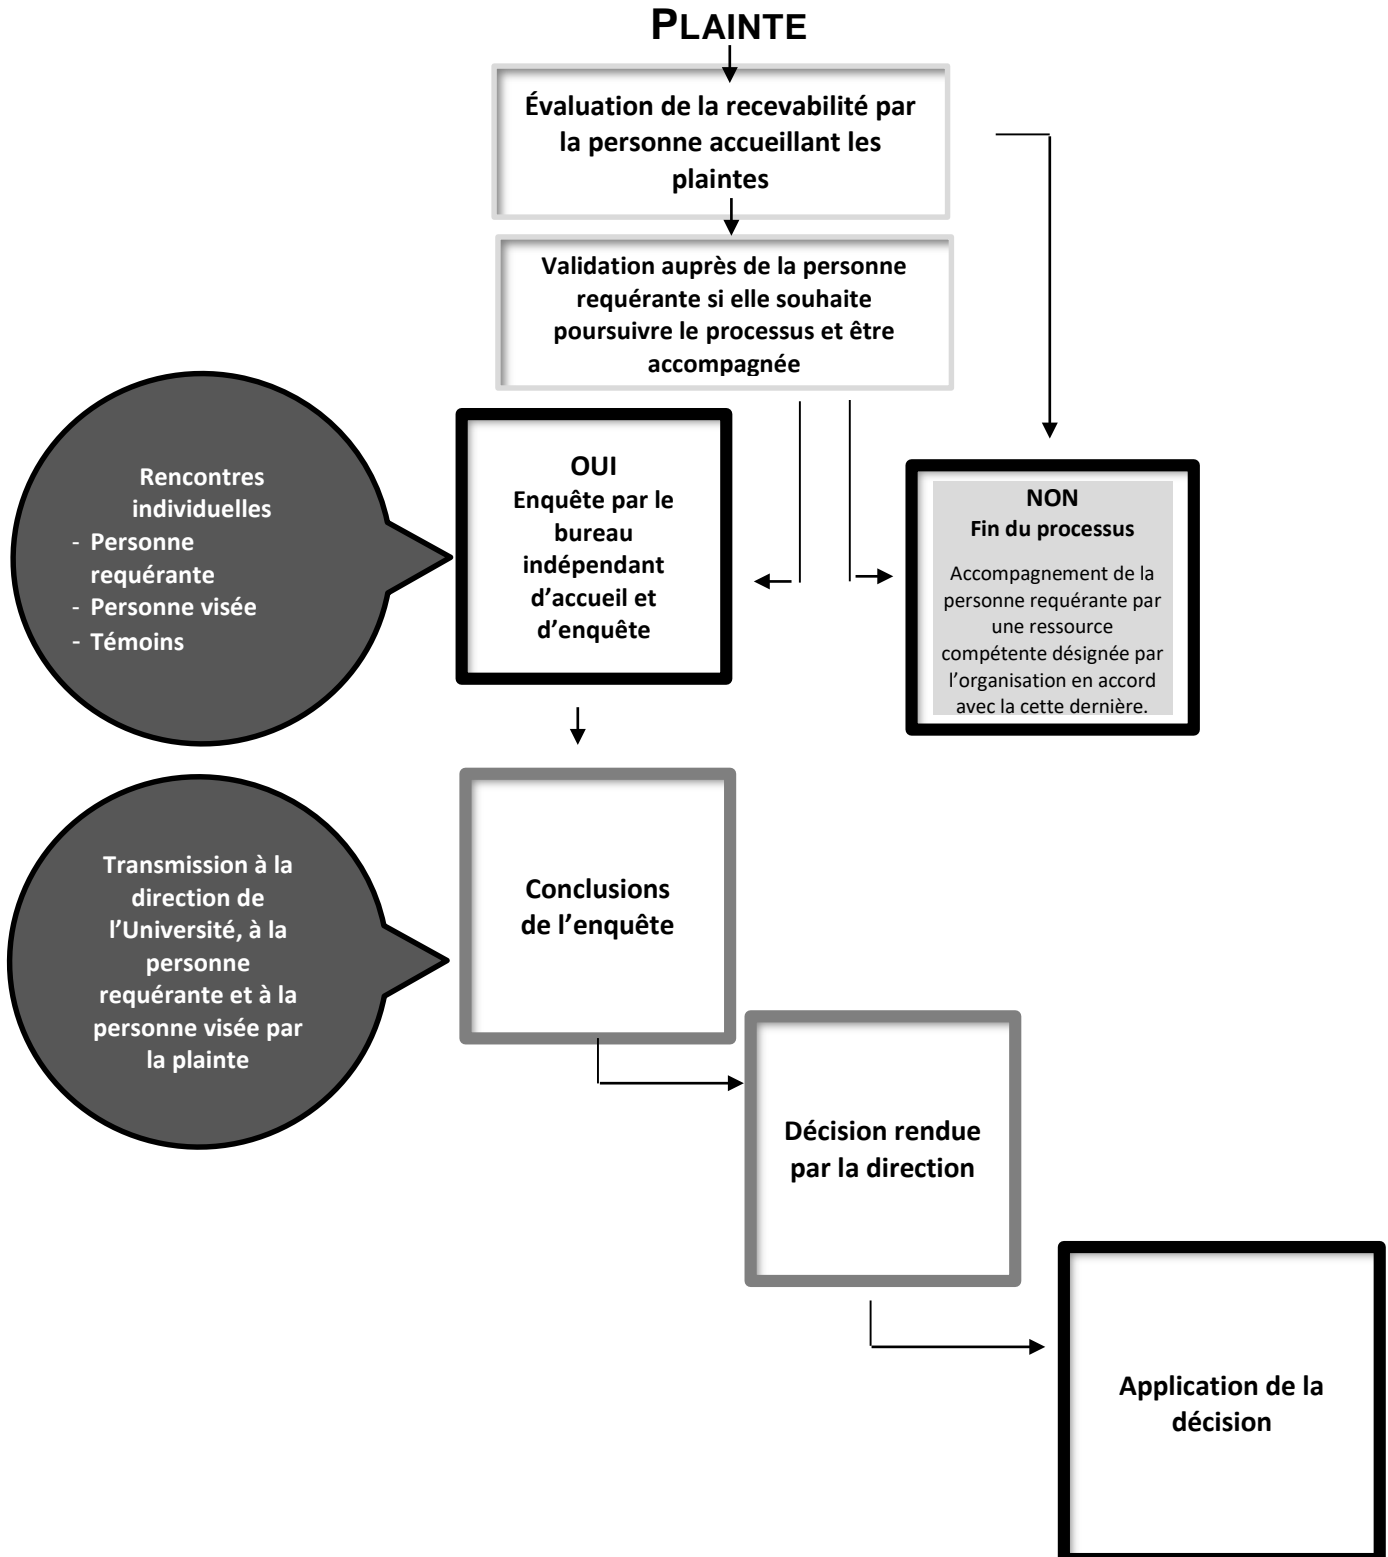 PLAINTE
Évaluation de la recevabilité par
la personne accueillant les
plaintes
Validation auprès de la personne
requérante si elle souhaite
poursuivre le processus et être
accompagnée
Rencontres
individuelles
- Personne
requérante
- Personne visée
- Témoins
OUI
Enquête par le
bureau
indépendant
d’accueil et
d’enquête
NON
Fin du processus
Accompagnement de la
personne requérante par
une ressource
compétente désignée par
l’organisation en accord
avec la cette dernière.
Transmission à la
direction de
l’Université, à la
personne
requérante et à la
personne visée par
la plainte
Conclusions
de l’enquête
Décision rendue
par la direction
Application de la
décision